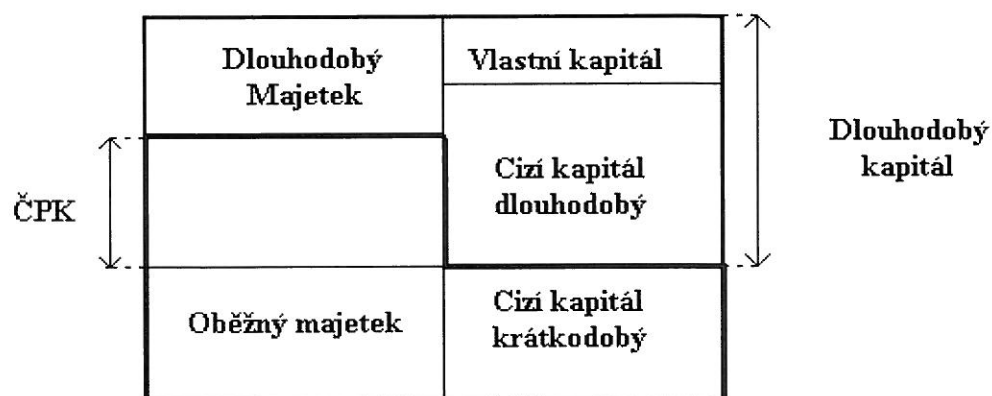 Dlouhodobý
Majetek
Vlastní kapitál
Dlouhodobý
kapitál
Cizí kapitál
dlouhodobý
ČPK
Oběžný majetek
Cizí kapitál
krátkodobý